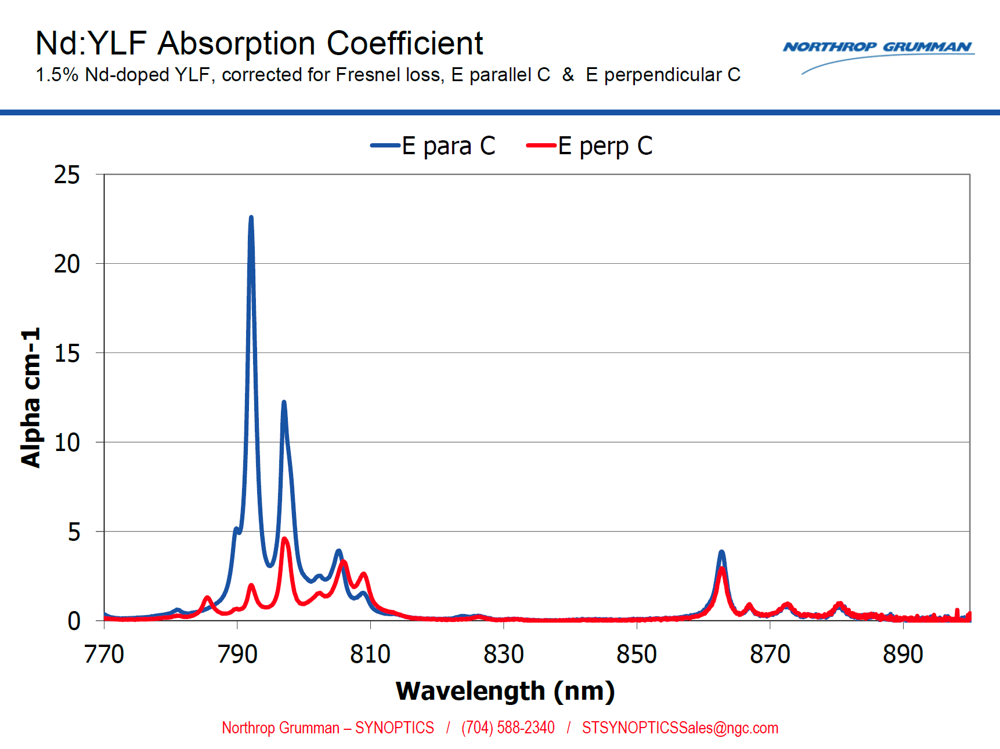 Nd:YLF Absorption Coefficient
NORTHROP GRUMMAN
1.5% Nd-doped YLF, corrected for Fresnel loss, E parallel C & E perpendicular C
E para C
E perp C
25
20
15
10
5
0
Alpha cm-1
770
790
810
830
850
870
890
Wavelength (nm)
Northrop Grumman – SYNOPTICS / (704) 588-2340 / STSYNOPTICSSales@ngc.com